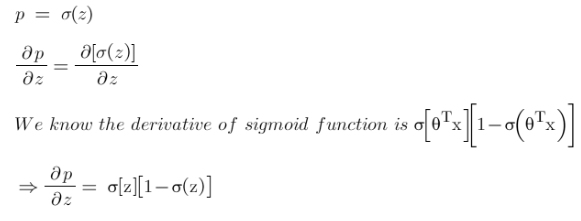 p = σ(z)
∂p/∂z = ∂[σ(z)]/∂z
We know the derivative of sigmoid function is σ[θᵀx][1−σ(θᵀx)]
⇒ ∂p/∂z = σ[z][1−σ(z)]